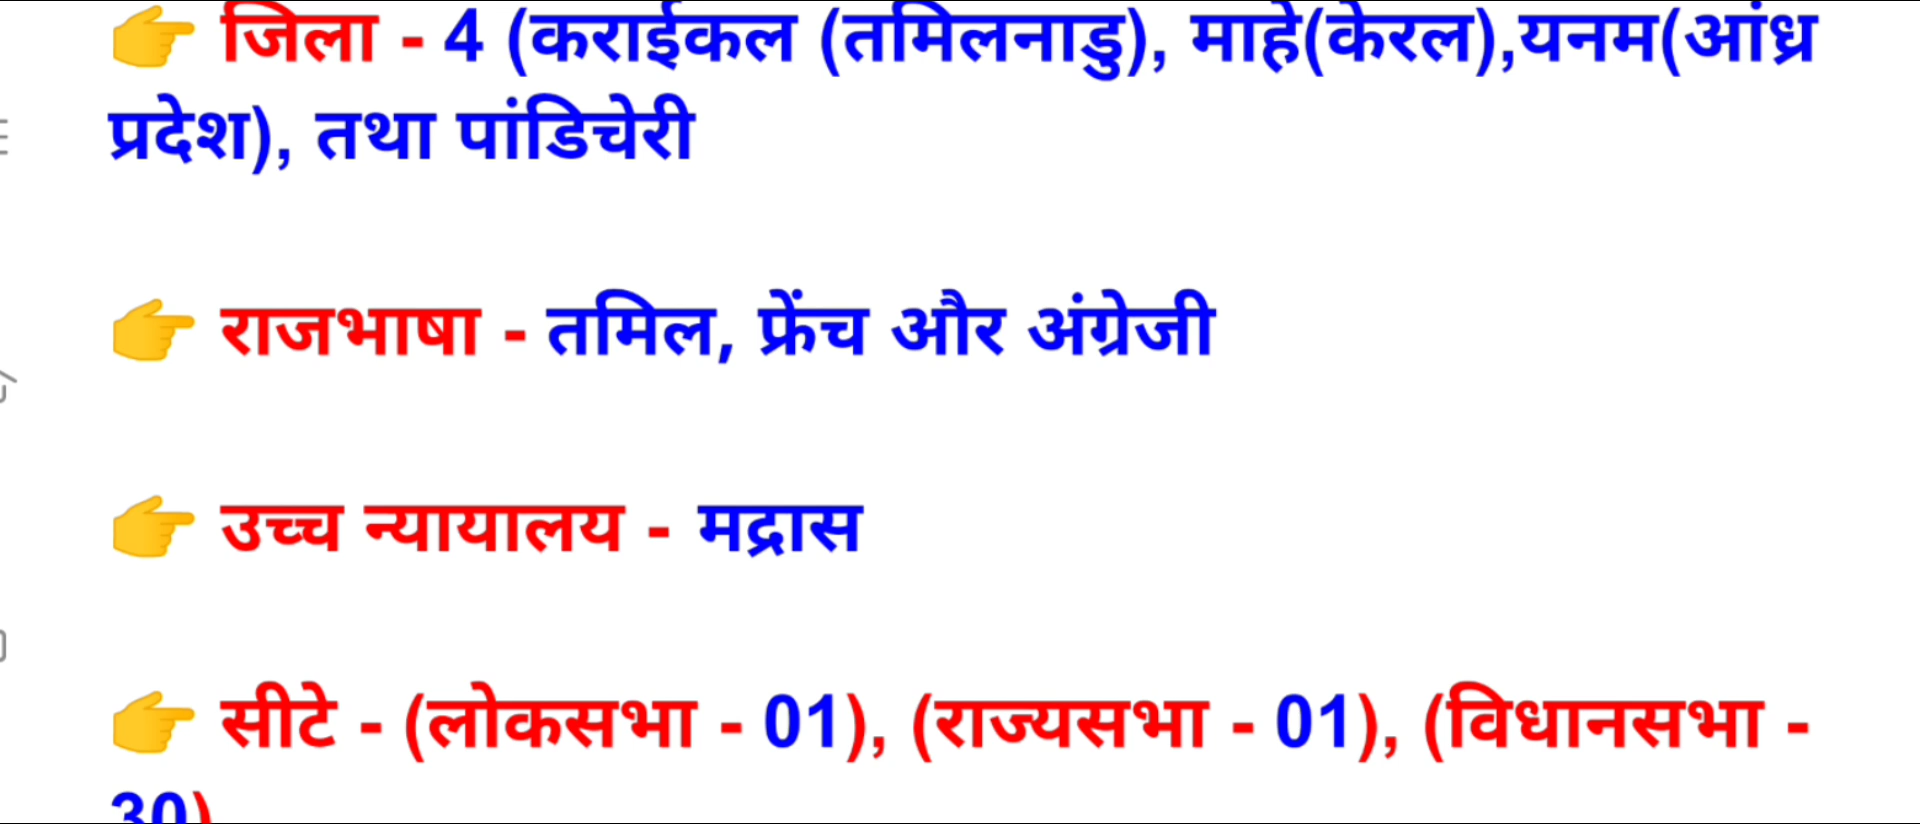 👉 जिला - 4 (कराईकल (तमिलनाडु), माहे(केरल),यनम(आंध्र
प्रदेश), तथा पांडिचेरी
👉 राजभाषा - तमिल, फ्रेंच और अंग्रेजी
👉 उच्च न्यायालय - मद्रास
👉 सीटे - (लोकसभा - 01), (राज्यसभा - 01), (विधानसभा -
30)